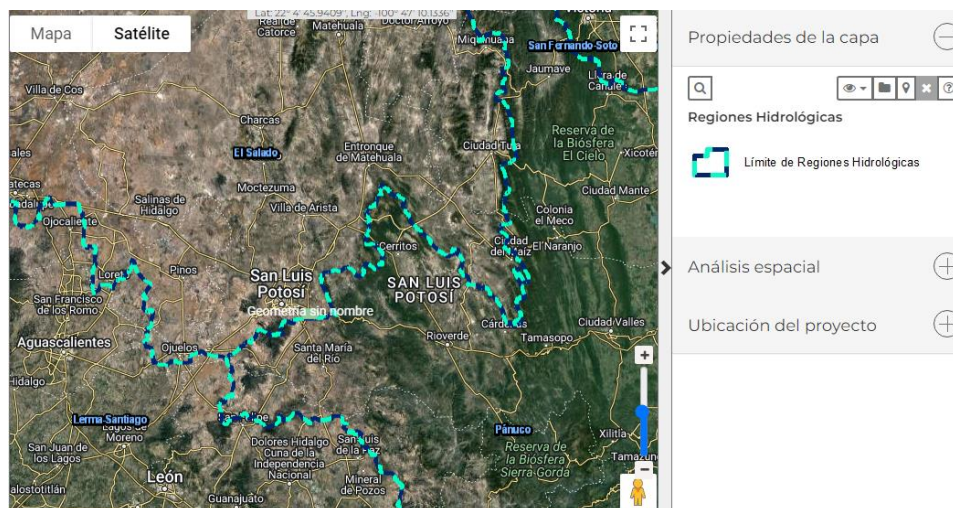 Lat: 22° 4' 45.9409", Lng: -100° 47' 10.1336"
Mapa
Satélite
Real de
Catorce
Matehuala
Doctor Arroyo
Miquihuana
San Fernando-Soto
Jaumave
Llera de
Canales
Villa de Cos
Charcas
El Salado
Entronque
de Matehuala
Ciudad Tula
Reserva de
la Biósfera
El Cielo
Moctezuma
Villa de Arista
Ciudad Mante
Salinas de
Hidalgo
Ojocaliente
Colonia
el Meco
Cerritos
Ciudad
del Maíz
El Naranjo
Loreto
Pinos
San Luis
Potosí
SAN LUIS
POTOSÍ
Geometría sin nombre
San Francisco
de los Romo
Aguascalientes
Ojuelos
Santa María
del Río
Rioverde
Cárdenas
Tamasopo
Ciudad Valles
Hidalgo
Lerma-Santiago
Lagos de
Moreno
San Juan de
los Lagos
Dolores Hidalgo
Cuna de la
Independencia
Nacional
San Luis
de la Paz
Mineral
de Pozos
Pánuco
Reserva de
la Biósfera
Sierra Gorda
Xilitla
León
Guanajuato
Propiedades de la capa
Regiones Hidrológicas
Límite de Regiones Hidrológicas
Análisis espacial
Ubicación del proyecto